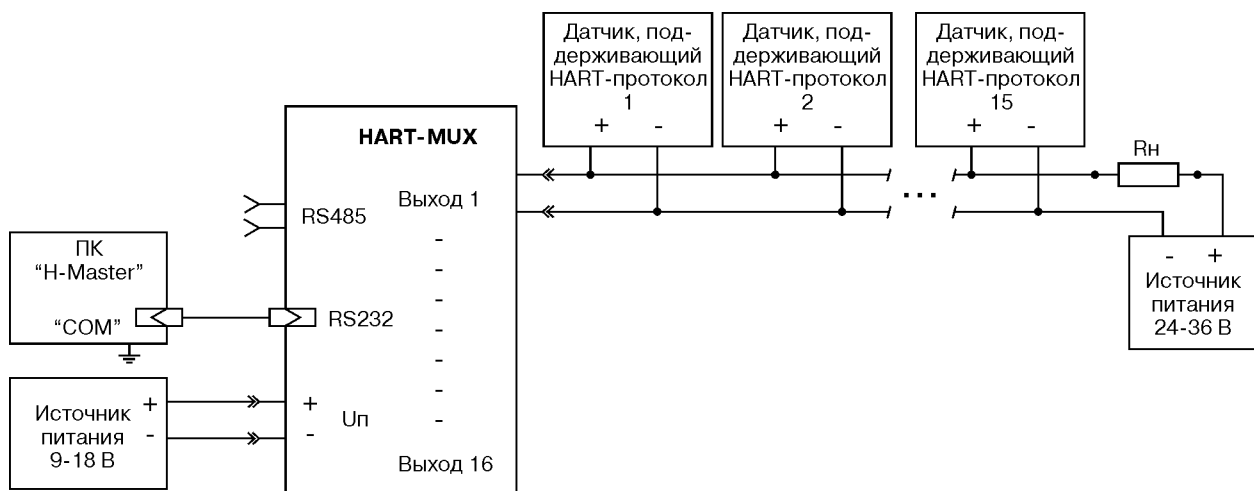 Датчик, под-
держивающий
HART-протокол
1
+ -
Датчик, под-
держивающий
HART-протокол
2
+ -
Датчик, под-
держивающий
HART-протокол
15
+ -
HART-MUX
Выход 1
-
-
-
-
-
-
-
Выход 16
RS485
RS232
+
-
Uп
ПК
“H-Master”
“COM”
Источник
питания
9-18 В
+
-
...
Rн
- +
Источник
питания
24-36 В